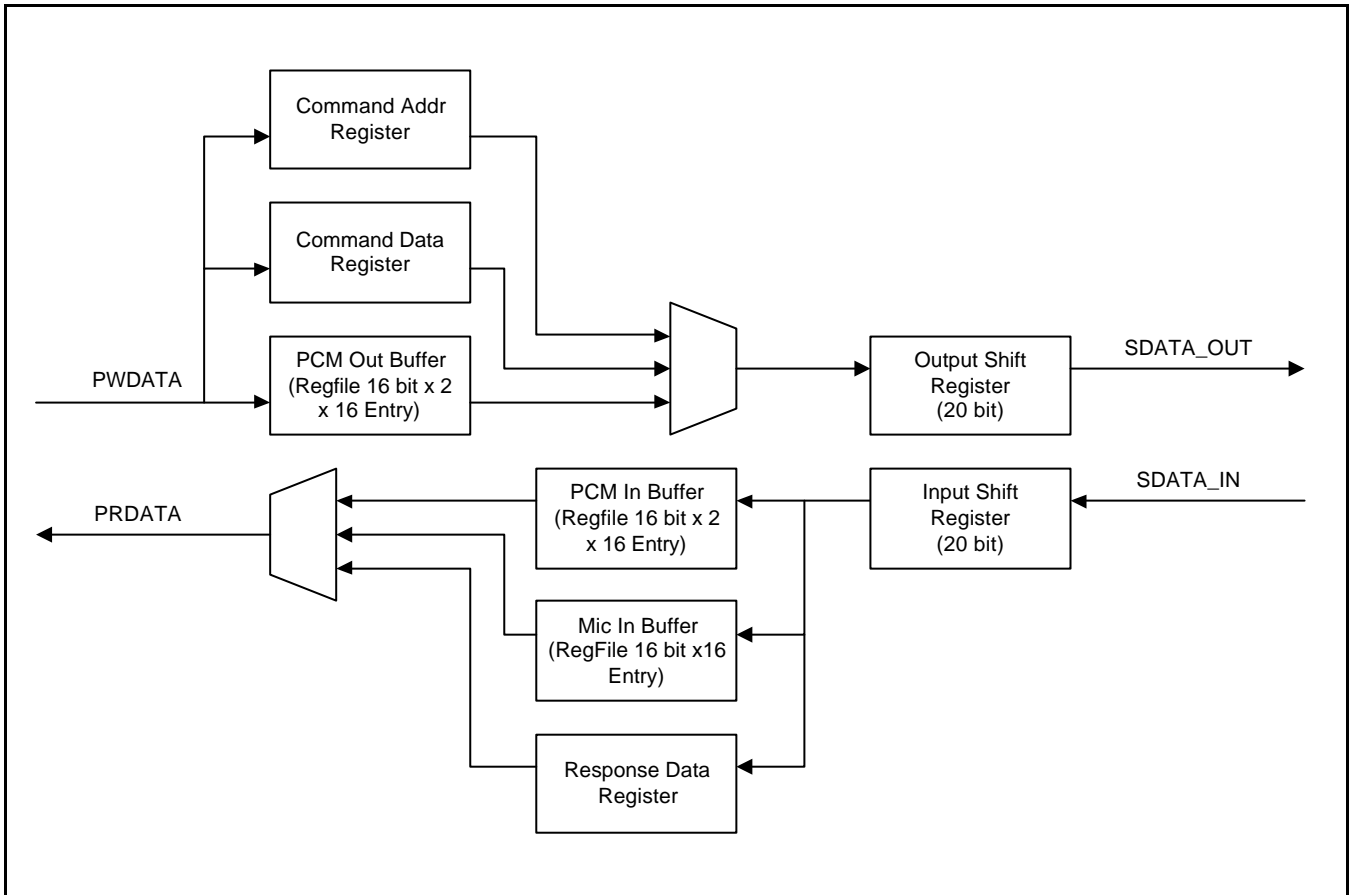 Command Addr
Register
Command Data
Register
PWDATA
PCM Out Buffer
(Regfile 16 bit x 2
x 16 Entry)
Output Shift
Register
(20 bit)
SDATA_OUT
PRDATA
PCM In Buffer
(Regfile 16 bit x 2
x 16 Entry)
Input Shift
Register
(20 bit)
SDATA_IN
Mic In Buffer
(RegFile 16 bit x16
Entry)
Response Data
Register